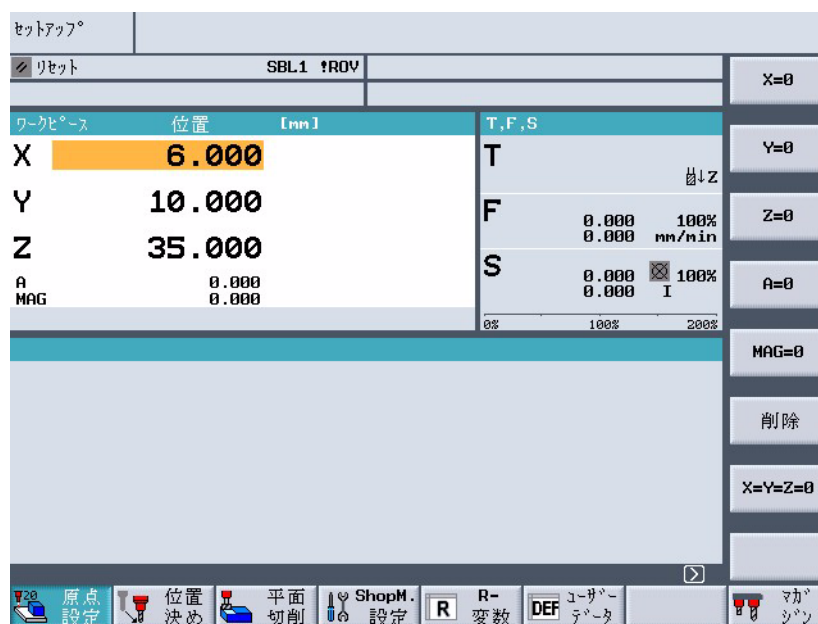 セットアップ
リセット SBL1 !ROV
ワークピース 位置 [mm]
X 6.000
Y 10.000
Z 35.000
A 0.000
MAG 0.000
T,F,S
T
↓Z
F 0.000 100%
0.000 mm/min
S 0.000 100%
0.000 I
0% 100% 200%
X=0
Y=0
Z=0
A=0
MAG=0
削除
X=Y=Z=0
T20 原点設定
位置決め
平面切削
ShopM.設定
R R-変数
DEF ユーザーデータ
マガジン